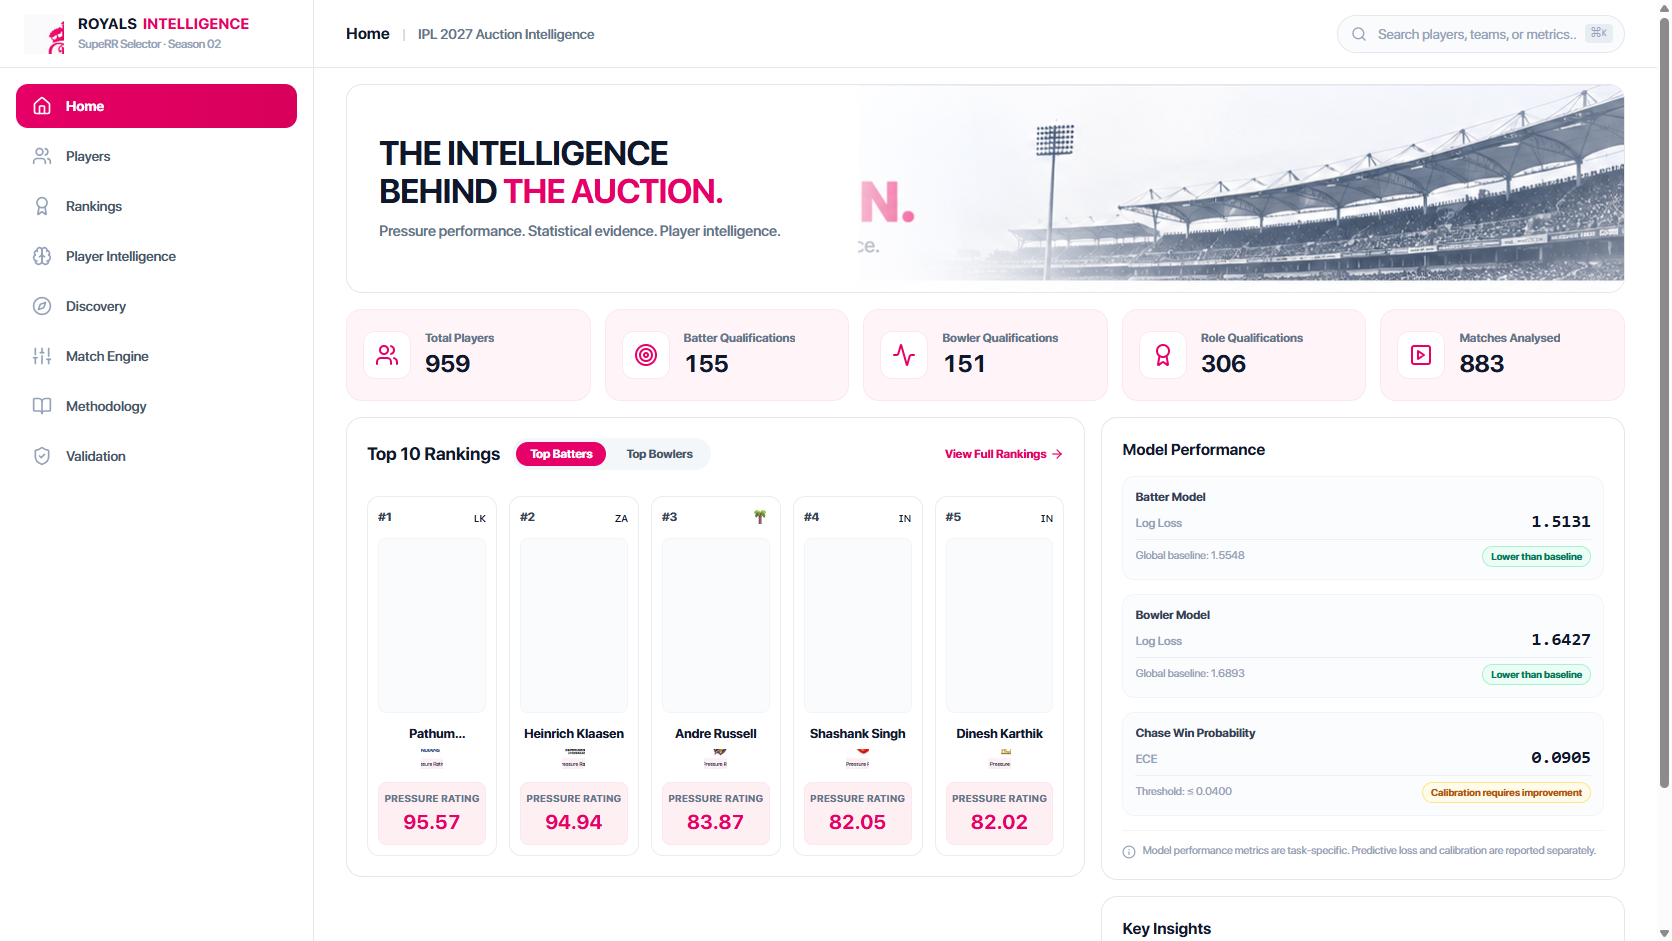 ROYALS INTELLIGENCE
SupeRR Selector · Season 02
Home
Players
Rankings
Player Intelligence
Discovery
Match Engine
Methodology
Validation
Home | IPL 2027 Auction Intelligence
Search players, teams, or metrics..
⌘K
THE INTELLIGENCE
BEHIND THE AUCTION.
Pressure performance. Statistical evidence. Player intelligence.
N.
ce.
Total Players
959
Batter Qualifications
155
Bowler Qualifications
151
Role Qualifications
306
Matches Analysed
883
Top 10 Rankings
Top Batters
Top Bowlers
View Full Rankings →
#1 LK
Pathum...
PRESSURE RATING
95.57
#2 ZA
Heinrich Klaasen
PRESSURE RATING
94.94
#3
Andre Russell
PRESSURE RATING
83.87
#4 IN
Shashank Singh
PRESSURE RATING
82.05
#5 IN
Dinesh Karthik
Pressure
PRESSURE RATING
82.02
Model Performance
Batter Model
Log Loss 1.5131
Global baseline: 1.5548 Lower than baseline
Bowler Model
Log Loss 1.6427
Global baseline: 1.6893 Lower than baseline
Chase Win Probability
ECE 0.0905
Threshold: ≤ 0.0400 Calibration requires improvement
Model performance metrics are task-specific. Predictive loss and calibration are reported separately.
Key Insights